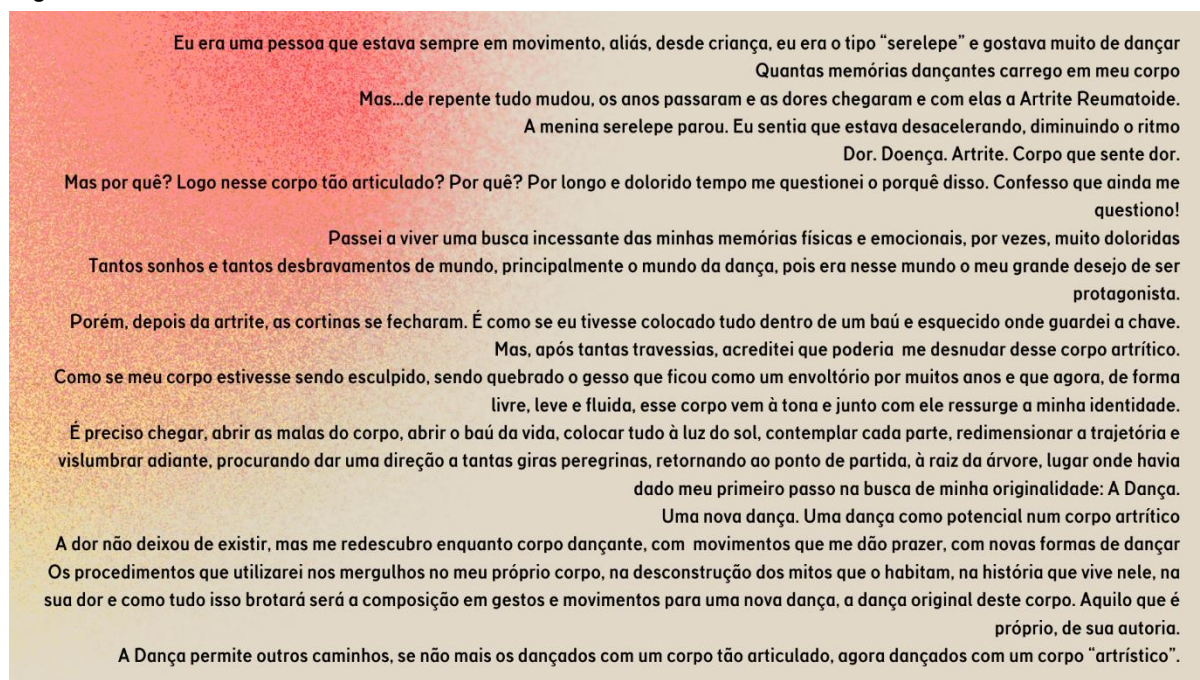 Eu era uma pessoa que estava sempre em movimento, aliás, desde criança, eu era o tipo “serelepe” e gostava muito de dançar
Quantas memórias dançantes carrego em meu corpo
Mas...de repente tudo mudou, os anos passaram e as dores chegaram e com elas a Artrite Reumatoide.
A menina serelepe parou. Eu sentia que estava desacelerando, diminuindo o ritmo
Dor. Doença. Artrite. Corpo que sente dor.
Mas por quê? Logo nesse corpo tão articulado? Por quê? Por longo e dolorido tempo me questionei o porquê disso. Confesso que ainda me
questiono!
Passei a viver uma busca incessante das minhas memórias físicas e emocionais, por vezes, muito doloridas
Tantos sonhos e tantos desbravamentos de mundo, principalmente o mundo da dança, pois era nesse mundo o meu grande desejo de ser
protagonista.
Porém, depois da artrite, as cortinas se fecharam. É como se eu tivesse colocado tudo dentro de um baú e esquecido onde guardei a chave.
Mas, após tantas travessias, acreditei que poderia me desnudar desse corpo artrítico.
Como se meu corpo estivesse sendo esculpido, sendo quebrado o gesso que ficou como um envoltório por muitos anos e que agora, de forma
livre, leve e fluida, esse corpo vem à tona e junto com ele ressurge a minha identidade.
É preciso chegar, abrir as malas do corpo, abrir o baú da vida, colocar tudo à luz do sol, contemplar cada parte, redimensionar a trajetória e
vislumbrar adiante, procurando dar uma direção a tantas giras peregrinas, retornando ao ponto de partida, à raiz da árvore, lugar onde havia
dado meu primeiro passo na busca de minha originalidade: A Dança.
Uma nova dança. Uma dança como potencial num corpo artrítico
A dor não deixou de existir, mas me redescubro enquanto corpo dançante, com movimentos que me dão prazer, com novas formas de dançar
Os procedimentos que utilizarei nos mergulhos no meu próprio corpo, na desconstrução dos mitos que o habitam, na história que vive nele, na
sua dor e como tudo isso brotará será a composição em gestos e movimentos para uma nova dança, a dança original deste corpo. Aquilo que é
próprio, de sua autoria.
A Dança permite outros caminhos, se não mais os dançados com um corpo tão articulado, agora dançados com um corpo “artrístico”.